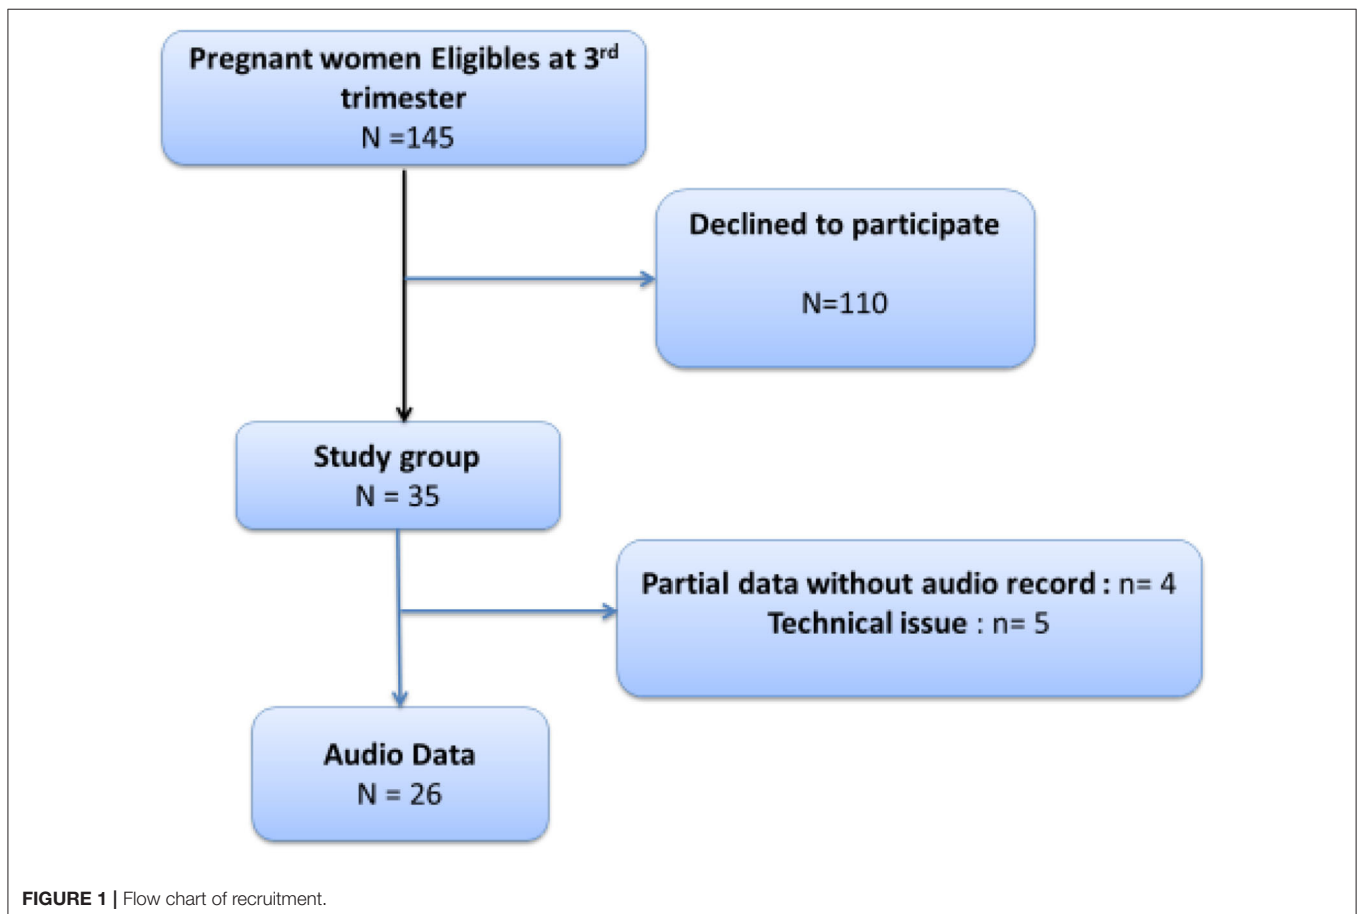 Pregnant women Eligibles at 3rd
trimester
N =145
Declined to participate
N=110
Study group
N = 35
Partial data without audio record : n= 4
Technical issue : n= 5
Audio Data
N = 26
FIGURE 1 | Flow chart of recruitment.